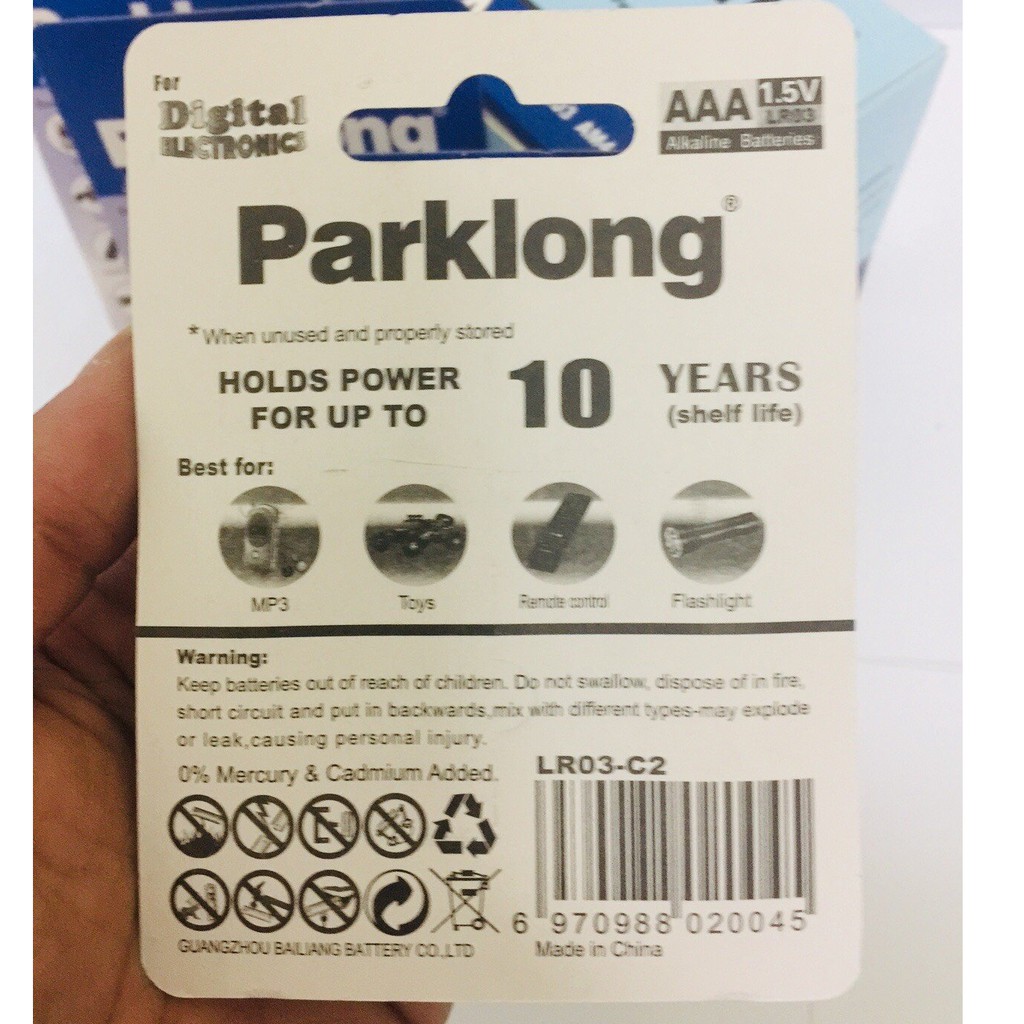 For
Digital
ELECTRONICS
AAA 1.5V
LR03
Alkaline Batteries
Parklong®
*When unused and properly stored
HOLDS POWER
FOR UP TO
10
YEARS
(shelf life)
Best for:
MP3
Toys
Remote control
Flashlight
Warning:
Keep batteries out of reach of children. Do not swallow, dispose of in fire,
short circuit and put in backwards,mix with different types-may explode
or leak,causing personal injury.
0% Mercury & Cadmium Added.
LR03-C2
6 970988 020045
GUANGZHOU BAILIANG BATTERY CO.,LTD
Made in China